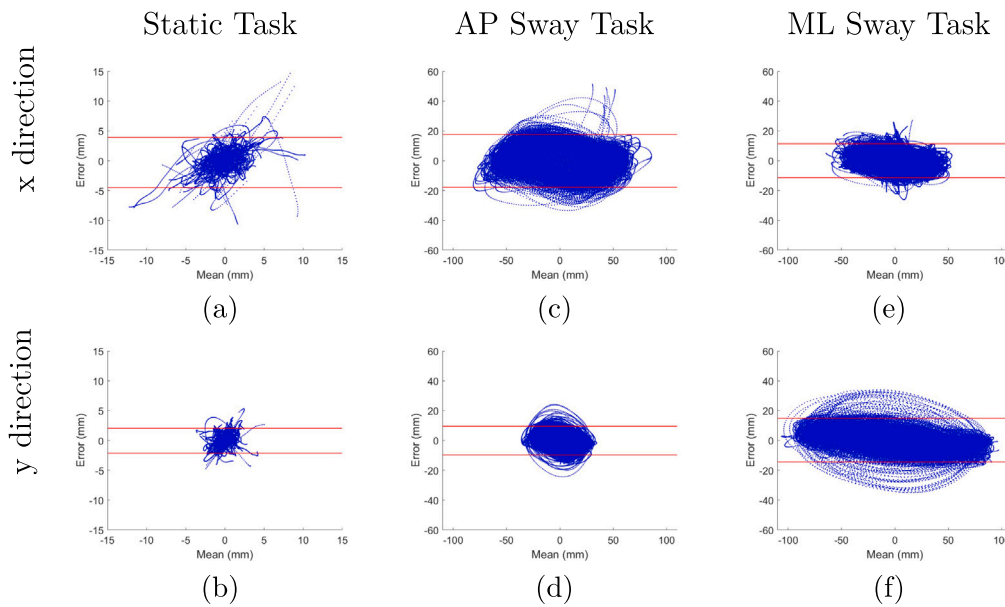 Static Task
AP Sway Task
ML Sway Task
x direction
15
10
5
0
-5
-10
-15
Error (mm)
-15 -10 -5 0 5 10 15
Mean (mm)
(a)
60
40
20
0
-20
-40
-60
Error (mm)
-100 -50 0 50 100
Mean (mm)
(c)
60
40
20
0
-20
-40
-60
Error (mm)
-100 -50 0 50 100
Mean (mm)
(e)
y direction
15
10
5
0
-5
-10
-15
Error (mm)
-15 -10 -5 0 5 10 15
Mean (mm)
(b)
60
40
20
0
-20
-40
-60
Error (mm)
-100 -50 0 50 100
Mean (mm)
(d)
60
40
20
0
-20
-40
-60
Error (mm)
-100 -50 0 50 100
Mean (mm)
(f)